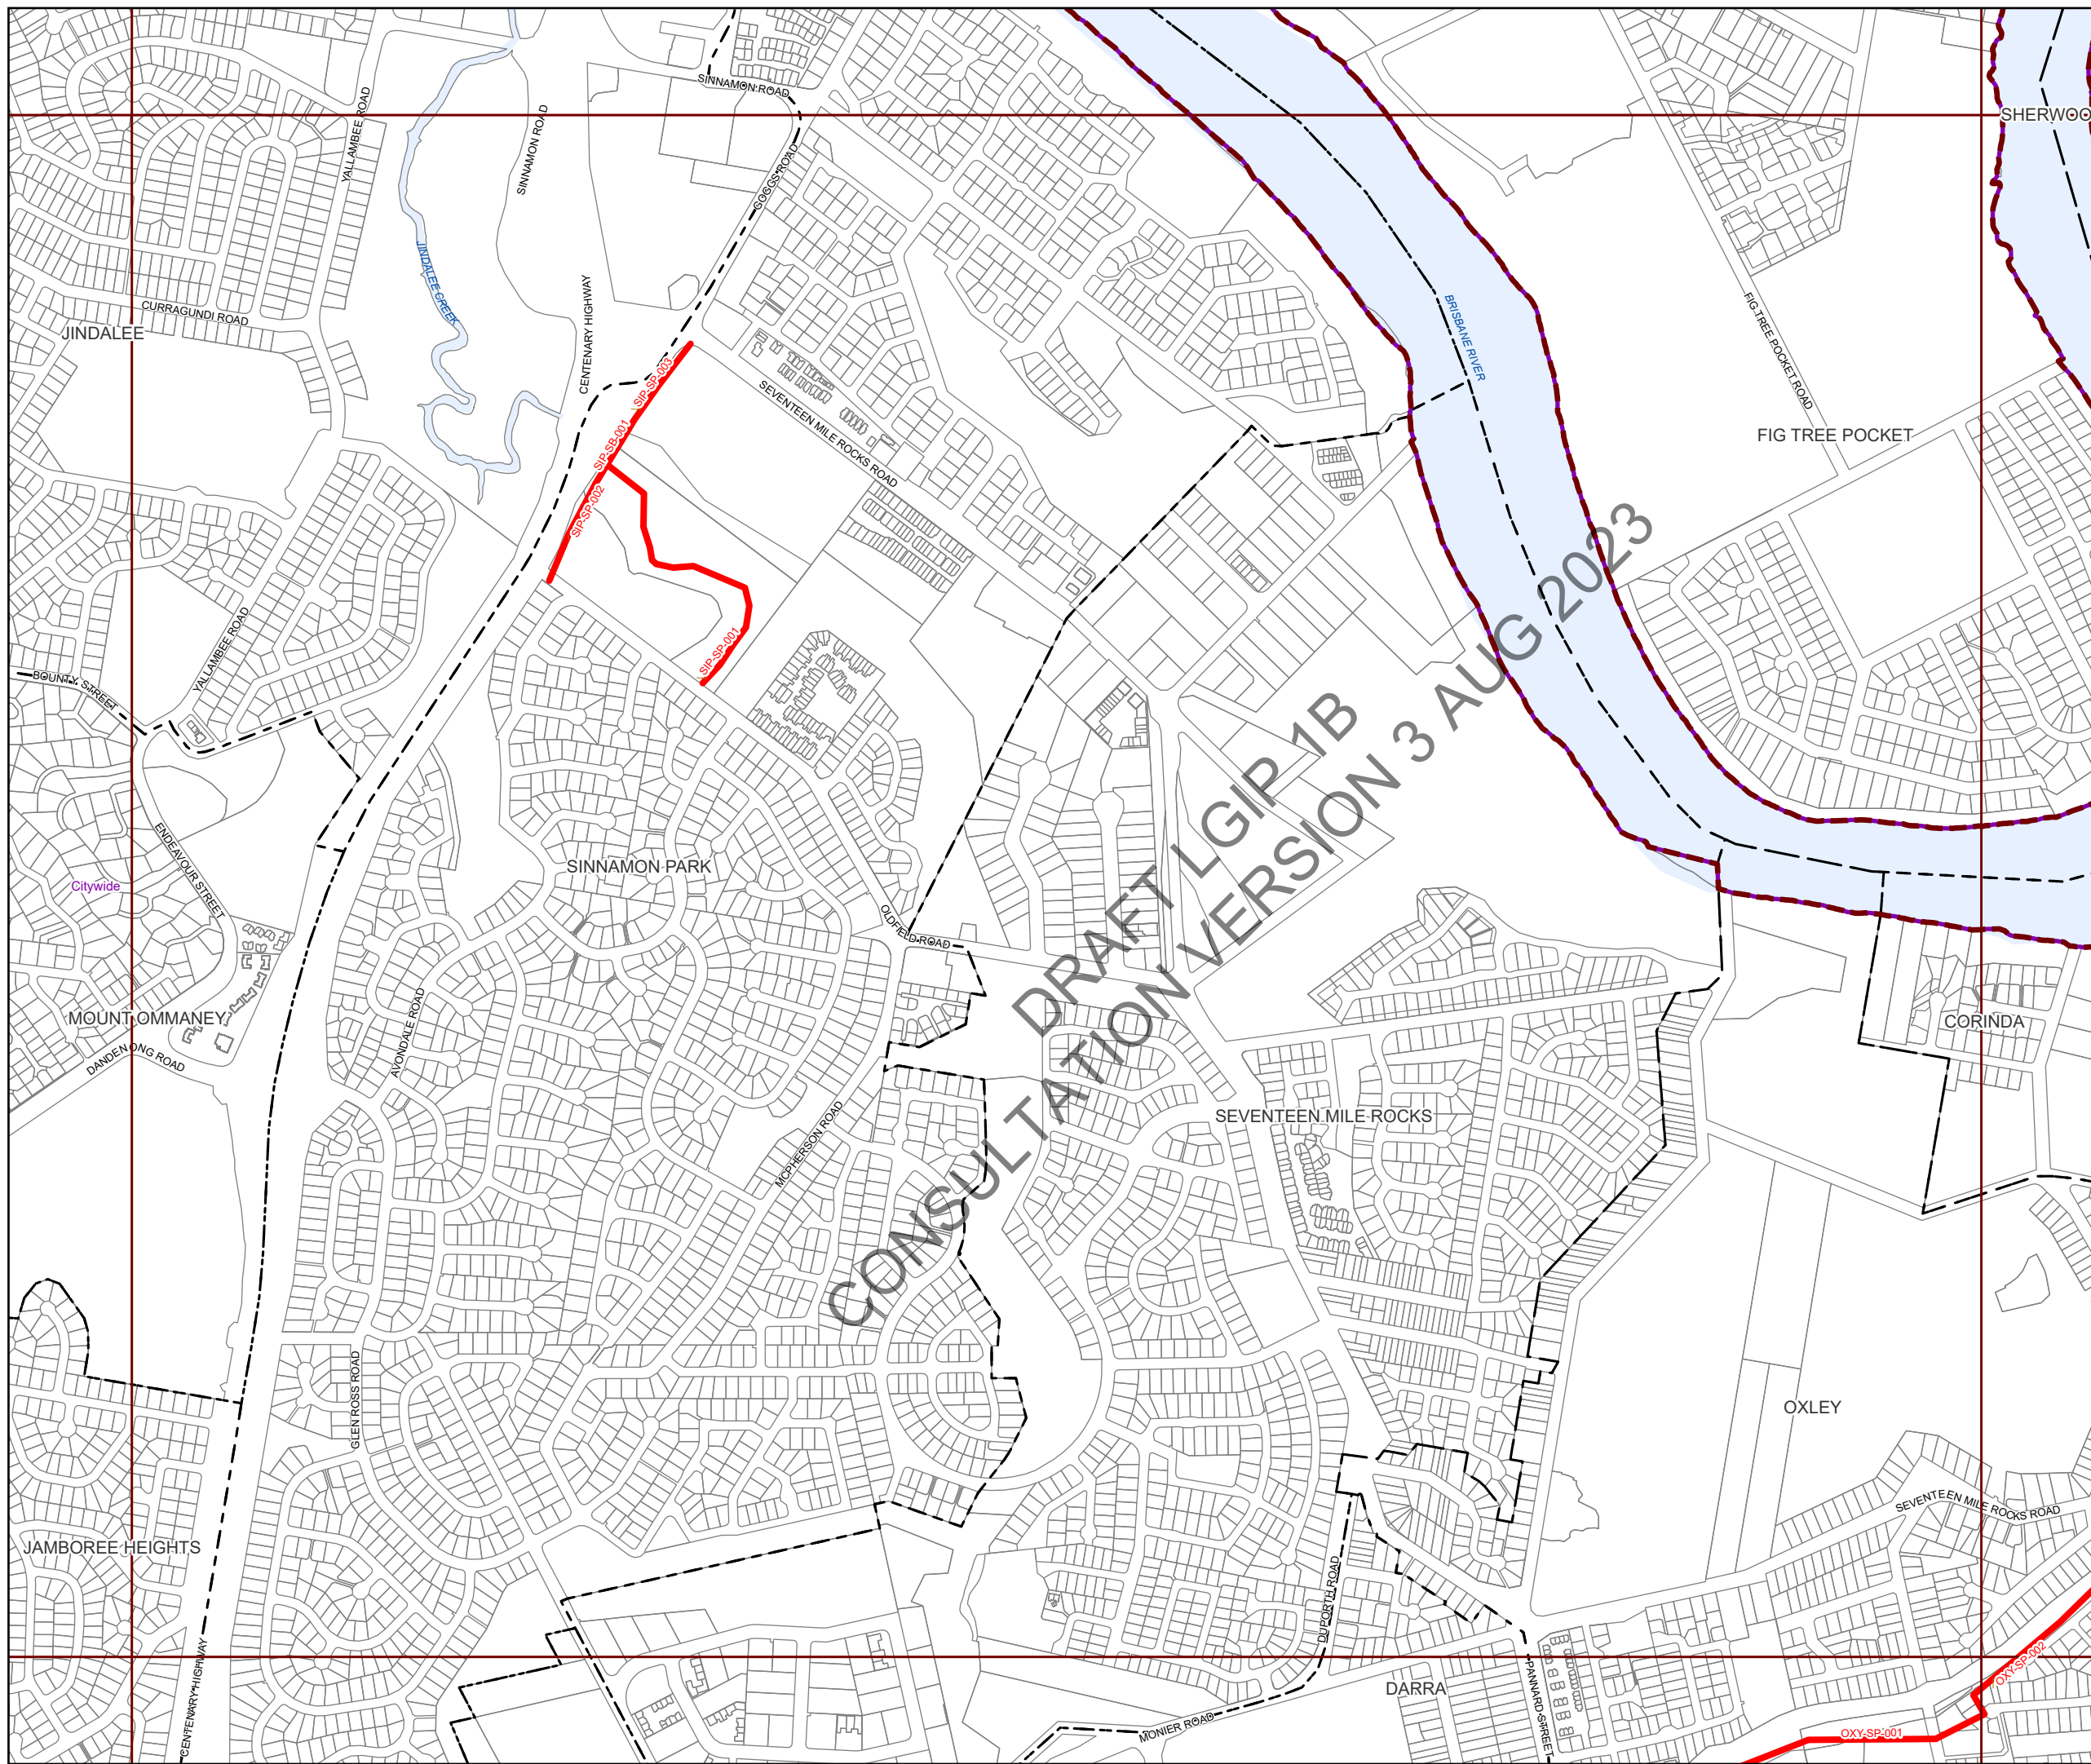 SINNAMON ROAD
SHERWOO
YALLAMBEE ROAD
SINNAMON ROAD
GOGGS ROAD
JINDALEE CREEK
CENTENARY HIGHWAY
CURRAGUNDI ROAD
JINDALEE
BRISBANE RIVER
FIG TREE POCKET ROAD
SIP-SP-003
SEVENTEEN MILE ROCKS ROAD
FIG TREE POCKET
SIP-SB-001
SIP-SP-002
YALLAMBEE ROAD
SIP-SP-001
BOUNTY STREET
DRAFT LGIP 1B
CONSULTATION VERSION 3 AUG 2023
ENDEAVOUR STREET
SINNAMON PARK
Citywide
OLDFIELD ROAD
MOUNT OMMANEY
AVONDALE ROAD
CORINDA
DANDENONG ROAD
SEVENTEEN MILE ROCKS
MCPHERSON ROAD
GLEN ROSS ROAD
OXLEY
SEVENTEEN MILE ROCKS ROAD
JAMBOREE HEIGHTS
DUPORTH ROAD
CENTENARY HIGHWAY
OXY-SP-002
DARRA
PANNARD STREET
MONIER ROAD
OXY-SP-001